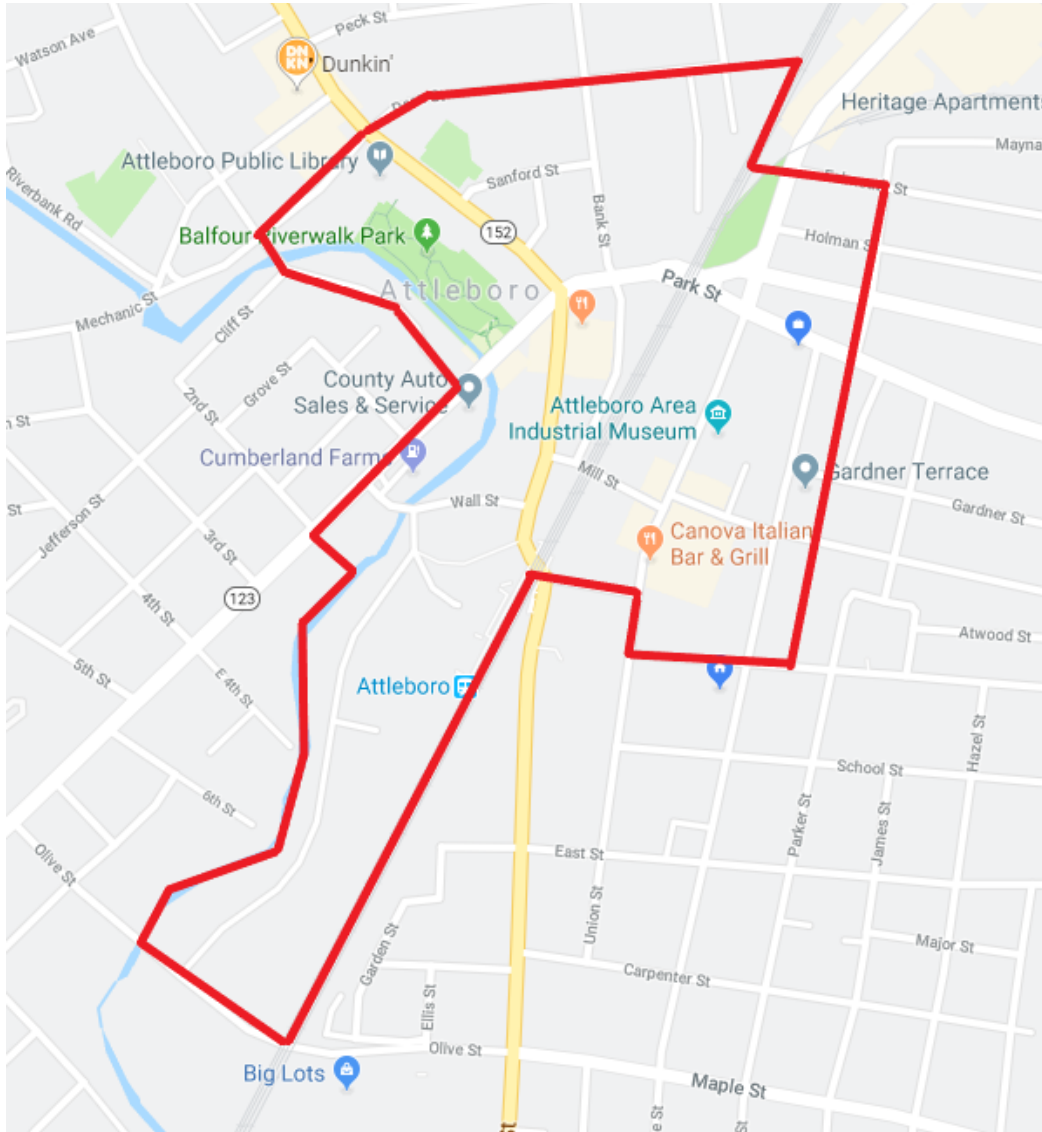 Peck St
Watson Ave
DN
KN
Dunkin'
Heritage Apartments
Mayna
Attleboro Public Library
Sanford St
Riverbank Rd
Bank St
Balfour Riverwalk Park
152
Holman S
Attleboro
Park St
Mechanic St
Cliff St
Grove St
County Auto
Sales & Service
2nd St
Attleboro Area
Industrial Museum
n St
Cumberland Farms
Mill St
Gardner Terrace
St
Wall St
Gardner St
Jefferson St
3rd St
Canova Italian
Bar & Grill
123
4th St
Atwood St
5th St
E 4th St
Attleboro
Hazel St
School St
6th St
Parker St
James St
Olive St
East St
Union St
Garden St
Major St
Carpenter St
Ellis St
Olive St
Big Lots
Maple St
e St
St